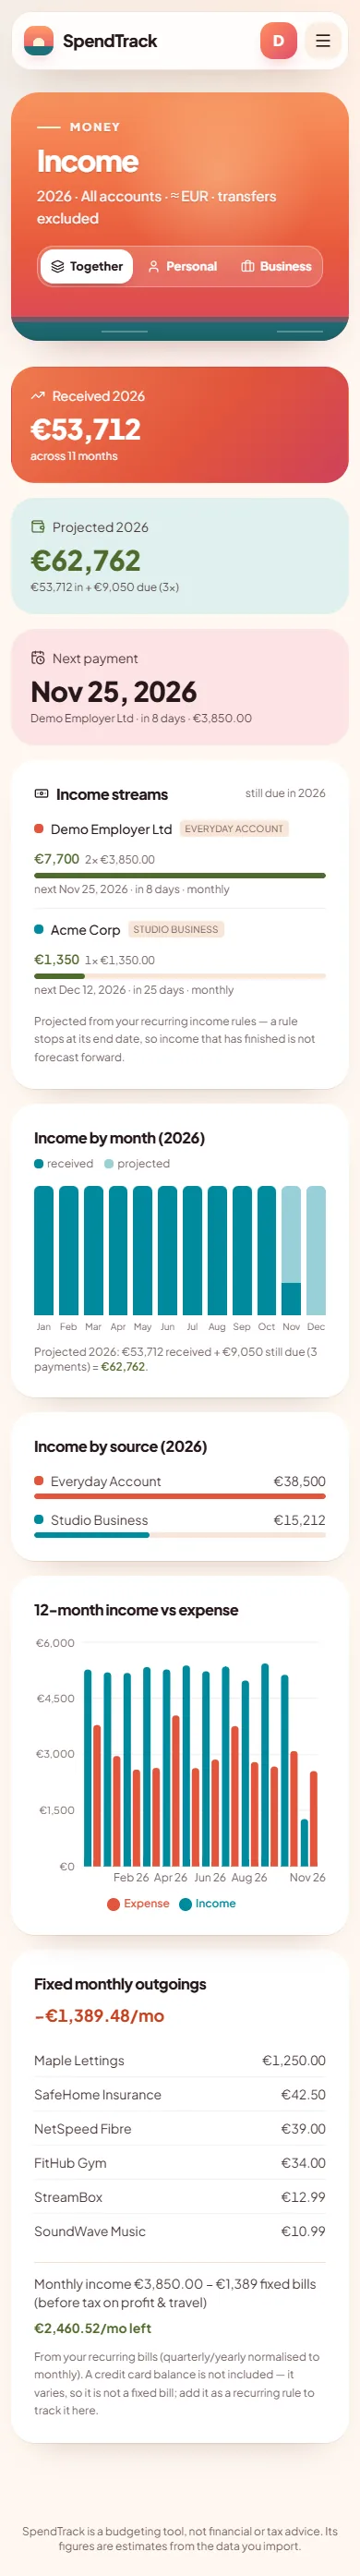 SpendTrack
D
MONEY
Income
2026 · All accounts · ≈ EUR · transfers
excluded
Together
Personal
Business
Received 2026
€53,712
across 11 months
Projected 2026
€62,762
€53,712 in + €9,050 due (3×)
Next payment
Nov 25, 2026
Demo Employer Ltd · in 8 days · €3,850.00
Income streams
still due in 2026
Demo Employer Ltd EVERYDAY ACCOUNT
€7,700 2× €3,850.00
next Nov 25, 2026 · in 8 days · monthly
Acme Corp STUDIO BUSINESS
€1,350 1× €1,350.00
next Dec 12, 2026 · in 25 days · monthly
Projected from your recurring income rules — a rule
stops at its end date, so income that has finished is not
forecast forward.
Income by month (2026)
received projected
Jan Feb Mar Apr May Jun Jul Aug Sep Oct Nov Dec
Projected 2026: €53,712 received + €9,050 still due (3
payments) = €62,762.
Income by source (2026)
Everyday Account €38,500
Studio Business €15,212
12-month income vs expense
€6,000
€4,500
€3,000
€1,500
€0
Feb 26 Apr 26 Jun 26 Aug 26 Nov 26
Expense Income
Fixed monthly outgoings
−€1,389.48/mo
Maple Lettings €1,250.00
SafeHome Insurance €42.50
NetSpeed Fibre €39.00
FitHub Gym €34.00
StreamBox €12.99
SoundWave Music €10.99
Monthly income €3,850.00 − €1,389 fixed bills
(before tax on profit & travel)
€2,460.52/mo left
From your recurring bills (quarterly/yearly normalised to
monthly). A credit card balance is not included — it
varies, so it is not a fixed bill; add it as a recurring rule to
track it here.
SpendTrack is a budgeting tool, not financial or tax advice. Its
figures are estimates from the data you import.